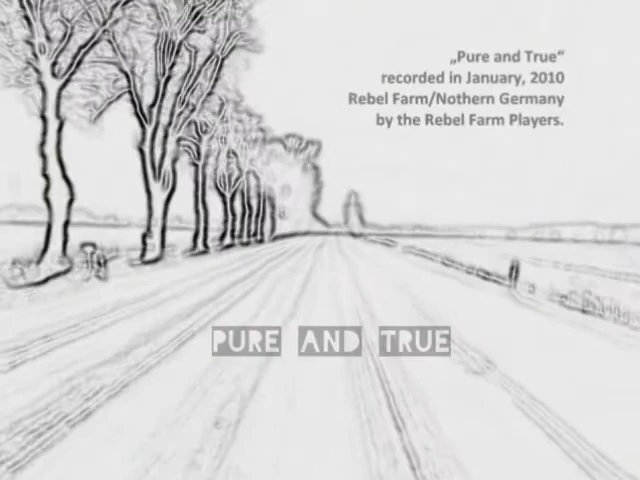 „Pure and True“
recorded in January, 2010
Rebel Farm/Nothern Germany
by the Rebel Farm Players.
PURE AND TRUE